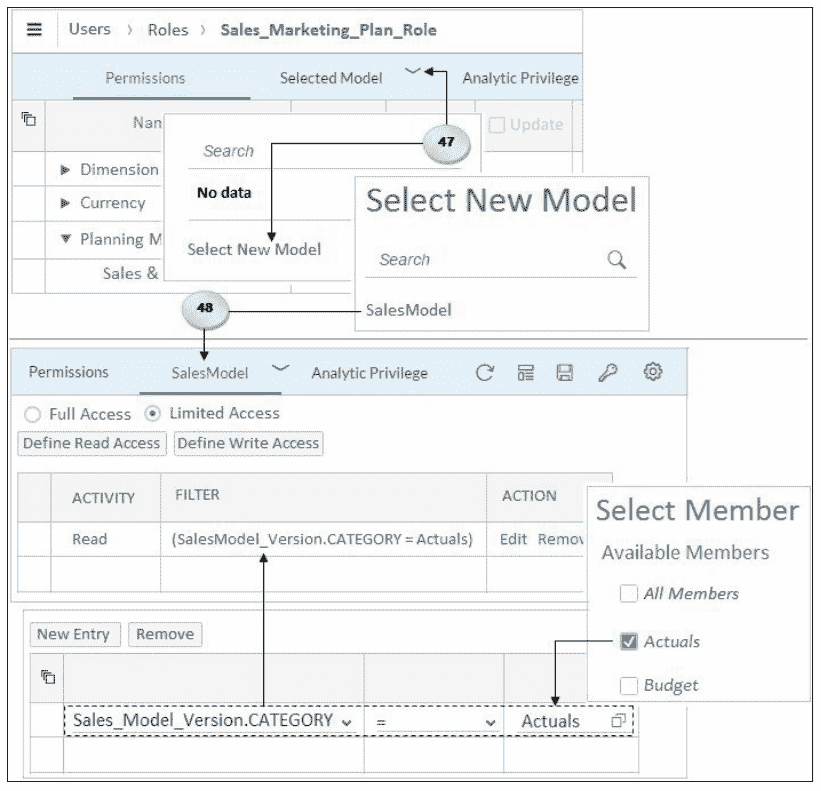 Users > Roles > Sales_Marketing_Plan_Role
Permissions Selected Model Analytic Privilege
Nam Update
Search
47
No data
Dimension
Currency
Planning M
Sales &
Select New Model
Select New Model
Search
SalesModel
48
Permissions SalesModel Analytic Privilege
Full Access Limited Access
Define Read Access Define Write Access
ACTIVITY FILTER ACTION
Read (SalesModel_Version.CATEGORY = Actuals) Edit Remov
Select Member
Available Members
All Members
Actuals
Budget
New Entry Remove
Sales_Model_Version.CATEGORY = Actuals